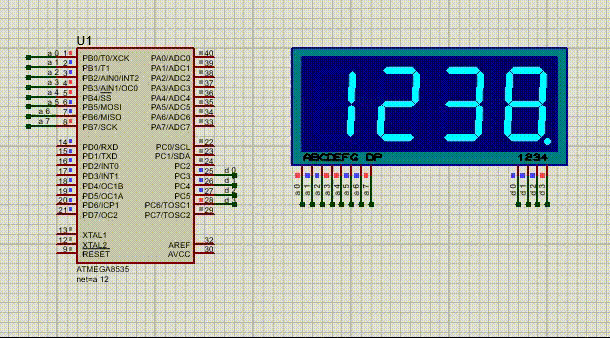 U1
a 0 1 PB0/T0/XCK PA0/ADC0 40
a 1 2 PB1/T1 PA1/ADC1 39
a 2 3 PB2/AIN0/INT2 PA2/ADC2 38
a 3 4 PB3/AIN1/OC0 PA3/ADC3 37
a 4 5 PB4/SS PA4/ADC4 36
a 5 6 PB5/MOSI PA5/ADC5 35
a 6 7 PB6/MISO PA6/ADC6 34
a 7 8 PB7/SCK PA7/ADC7 33
14 PD0/RXD PC0/SCL 22
15 PD1/TXD PC1/SDA 23
16 PD2/INT0 PC2 24
17 PD3/INT1 PC3 25 d 0
18 PD4/OC1B PC4 26 d 1
19 PD5/OC1A PC5 27 d 2
20 PD6/ICP1 PC6/TOSC1 28 d 3
21 PD7/OC2 PC7/TOSC2 29
13 XTAL1
12 XTAL2 AREF 32
9 RESET AVCC 30
ATMEGA8535
net=a 12
1238.
ABCDEFG DP 1234
a 0 a 1 a 2 a 3 a 4 a 5 a 6 a 7 d 0 d 1 d 2 d 3